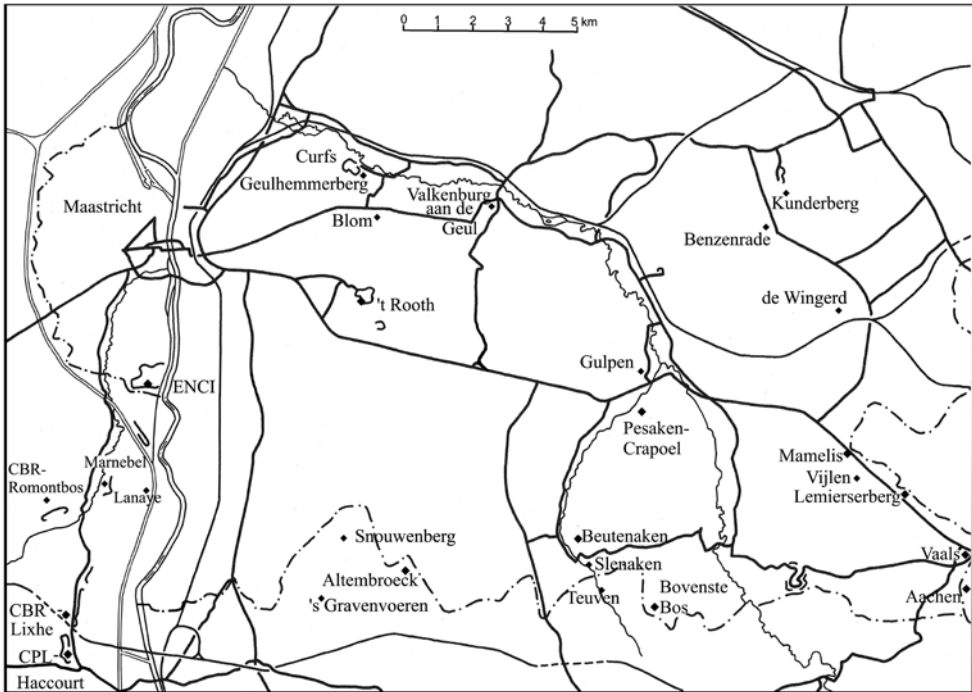 0 1 2 3 4 5 km
Curfs
Geulhemmerberg
Maastricht
Valkenburg
aan de
Geul
Blom
Kunderberg
Benzenrade
't Rooth
de Wingerd
ENCI
Gulpen
Pesaken-
Crapoel
Marnebel
CBR-
Romontbos
Lanaye
Mamelis
Vijlen
Lemierserberg
Snouwenberg
Beutenaken
Vaals
Altembroeck
Slenaken
's Gravenvoeren
Teuven
Bovenste
Bos
Aachen
CBR
Lixhe
CPL
Haccourt